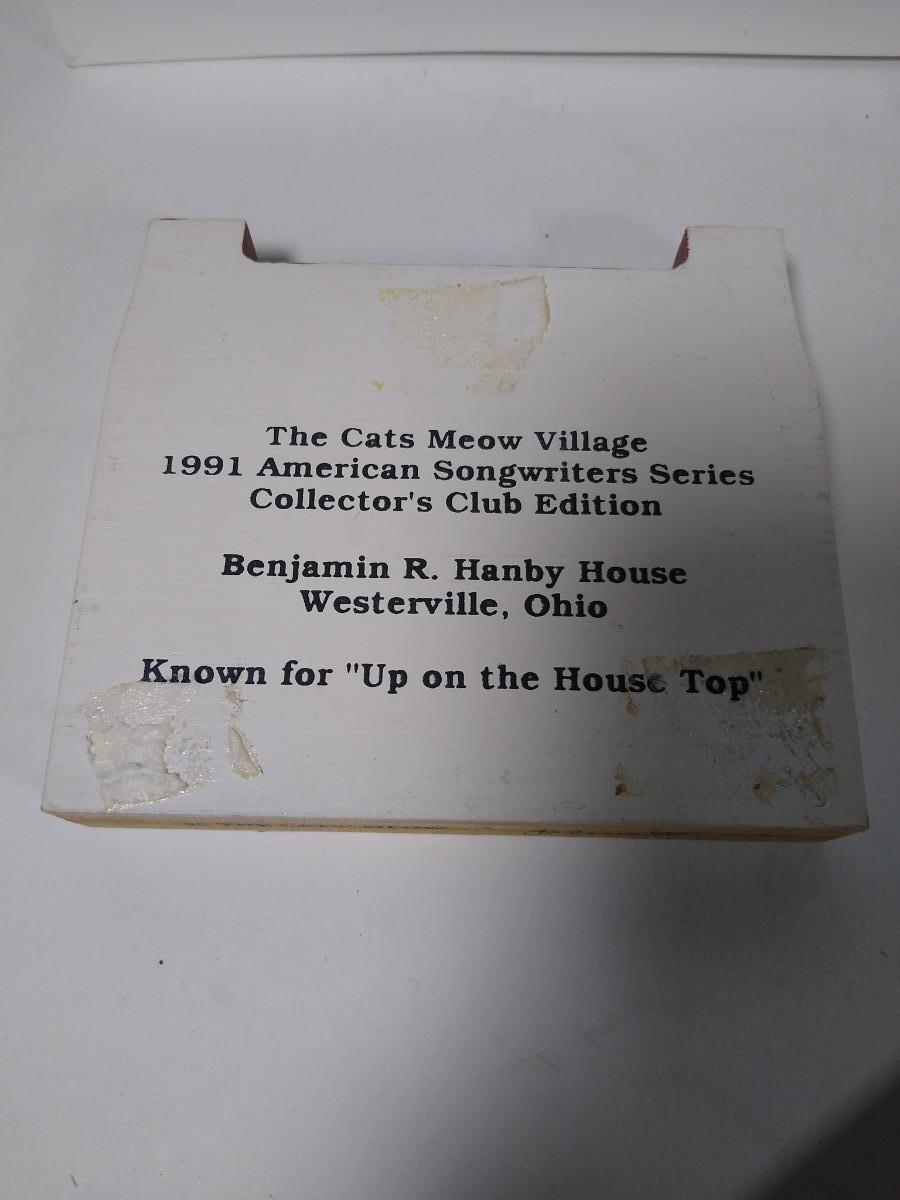 The Cats Meow Village
1991 American Songwriters Series
Collector's Club Edition
Benjamin R. Hanby House
Westerville, Ohio
Known for "Up on the House Top"